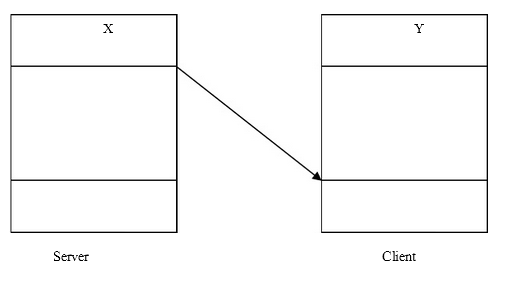 X
Y
Server
Client